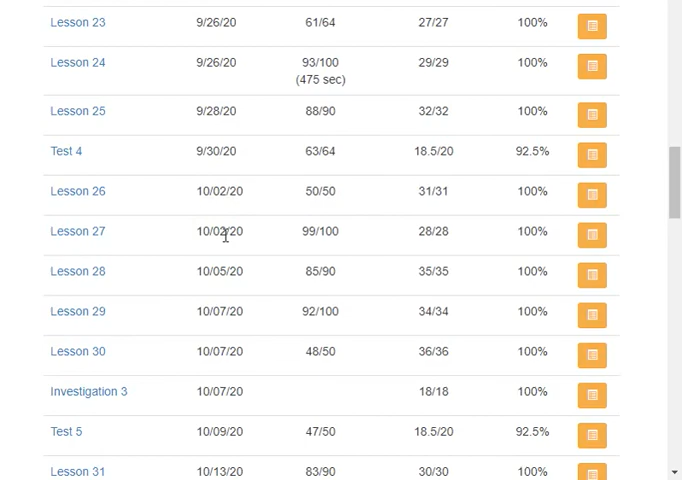 Lesson 23 9/26/20 61/64 27/27 100%
Lesson 24 9/26/20 93/100 29/29 100%
(475 sec)
Lesson 25 9/28/20 88/90 32/32 100%
Test 4 9/30/20 63/64 18.5/20 92.5%
Lesson 26 10/02/20 50/50 31/31 100%
Lesson 27 10/02/20 99/100 28/28 100%
Lesson 28 10/05/20 85/90 35/35 100%
Lesson 29 10/07/20 92/100 34/34 100%
Lesson 30 10/07/20 48/50 36/36 100%
Investigation 3 10/07/20 18/18 100%
Test 5 10/09/20 47/50 18.5/20 92.5%
Lesson 31 10/13/20 83/90 30/30 100%